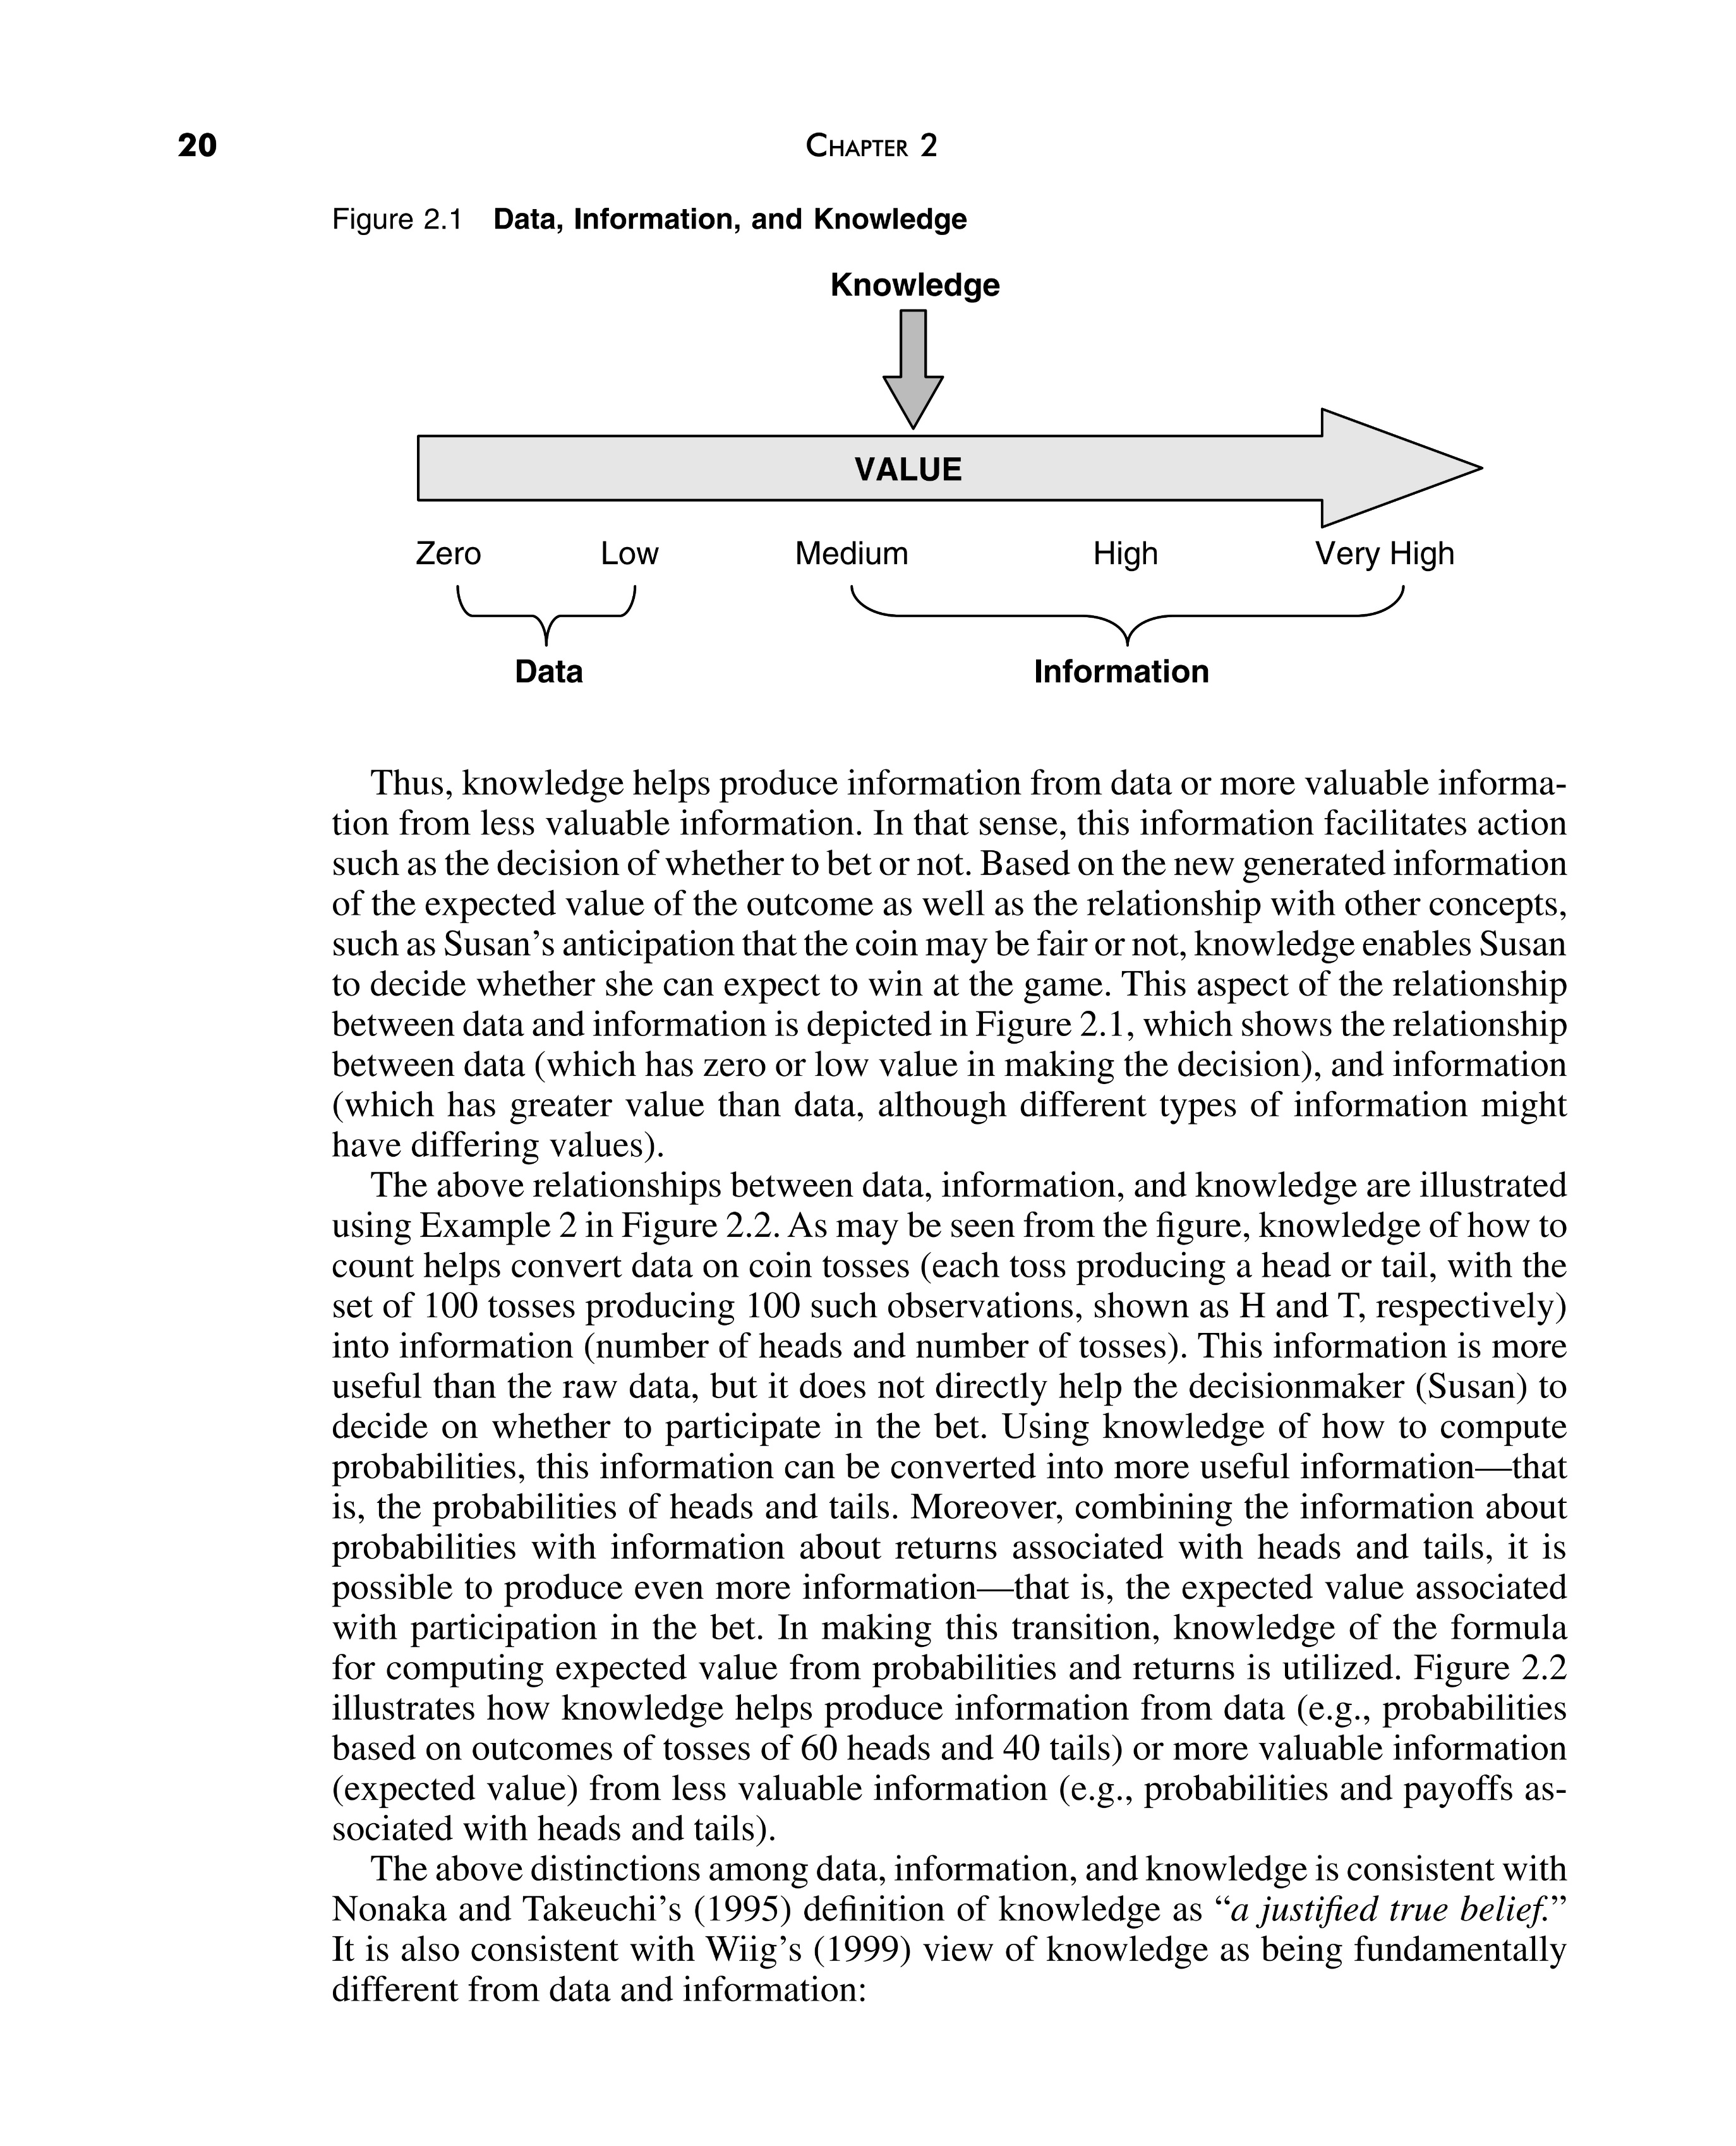 20
CHAPTER 2
Figure 2.1 Data, Information, and Knowledge
Knowledge
VALUE
Zero Low Medium High Very High
Data Information
Thus, knowledge helps produce information from data or more valuable informa-
tion from less valuable information. In that sense, this information facilitates action
such as the decision of whether to bet or not. Based on the new generated information
of the expected value of the outcome as well as the relationship with other concepts,
such as Susan’s anticipation that the coin may be fair or not, knowledge enables Susan
to decide whether she can expect to win at the game. This aspect of the relationship
between data and information is depicted in Figure 2.1, which shows the relationship
between data (which has zero or low value in making the decision), and information
(which has greater value than data, although different types of information might
have differing values).
The above relationships between data, information, and knowledge are illustrated
using Example 2 in Figure 2.2. As may be seen from the figure, knowledge of how to
count helps convert data on coin tosses (each toss producing a head or tail, with the
set of 100 tosses producing 100 such observations, shown as H and T, respectively)
into information (number of heads and number of tosses). This information is more
useful than the raw data, but it does not directly help the decisionmaker (Susan) to
decide on whether to participate in the bet. Using knowledge of how to compute
probabilities, this information can be converted into more useful information—that
is, the probabilities of heads and tails. Moreover, combining the information about
probabilities with information about returns associated with heads and tails, it is
possible to produce even more information—that is, the expected value associated
with participation in the bet. In making this transition, knowledge of the formula
for computing expected value from probabilities and returns is utilized. Figure 2.2
illustrates how knowledge helps produce information from data (e.g., probabilities
based on outcomes of tosses of 60 heads and 40 tails) or more valuable information
(expected value) from less valuable information (e.g., probabilities and payoffs as-
sociated with heads and tails).
The above distinctions among data, information, and knowledge is consistent with
Nonaka and Takeuchi’s (1995) definition of knowledge as “a justified true belief.”
It is also consistent with Wiig’s (1999) view of knowledge as being fundamentally
different from data and information: